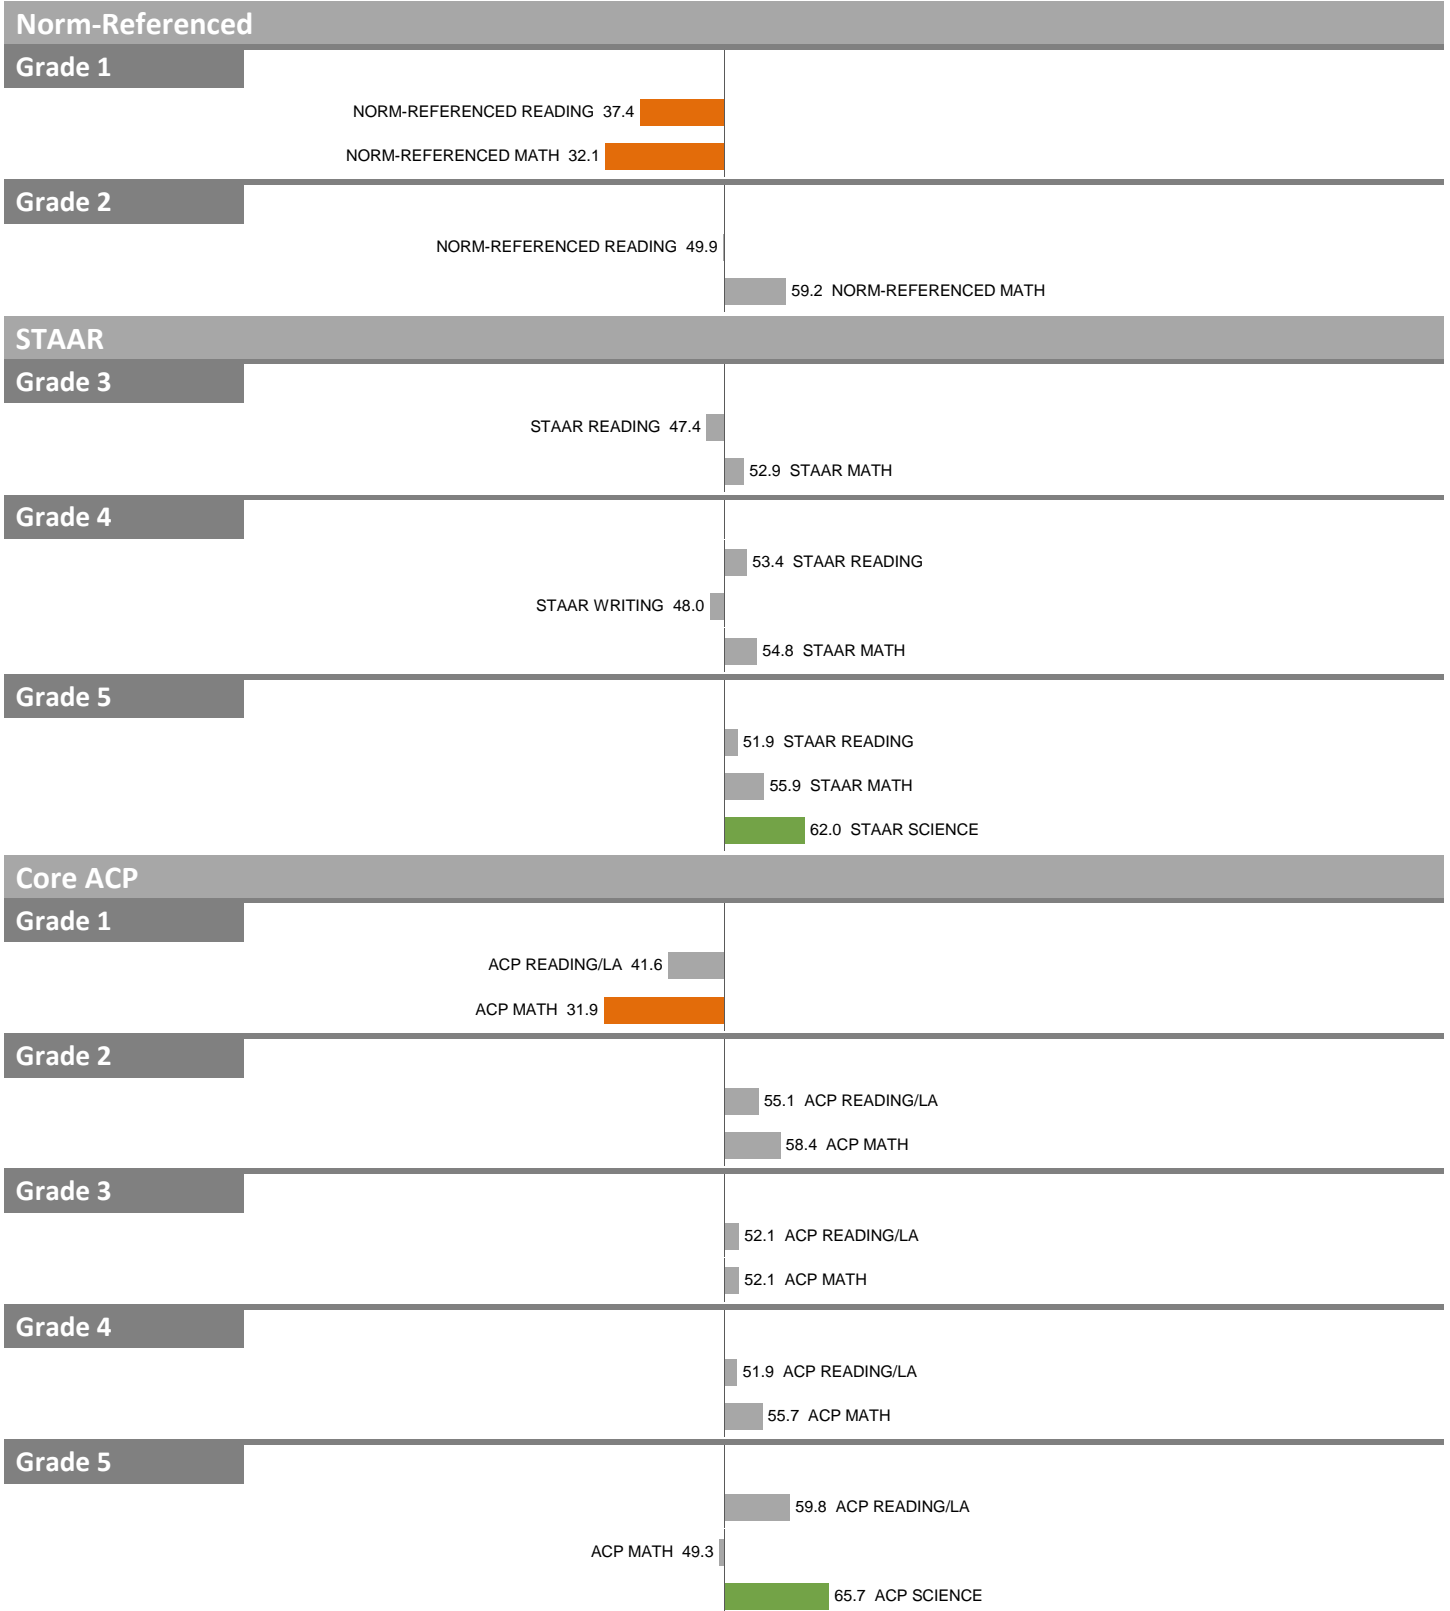 Norm-Referenced
Grade 1
NORM-REFERENCED READING 37.4
NORM-REFERENCED MATH 32.1
Grade 2
NORM-REFERENCED READING 49.9
59.2 NORM-REFERENCED MATH
STAAR
Grade 3
STAAR READING 47.4
52.9 STAAR MATH
Grade 4
53.4 STAAR READING
STAAR WRITING 48.0
54.8 STAAR MATH
Grade 5
51.9 STAAR READING
55.9 STAAR MATH
62.0 STAAR SCIENCE
Core ACP
Grade 1
ACP READING/LA 41.6
ACP MATH 31.9
Grade 2
55.1 ACP READING/LA
58.4 ACP MATH
Grade 3
52.1 ACP READING/LA
52.1 ACP MATH
Grade 4
51.9 ACP READING/LA
55.7 ACP MATH
Grade 5
59.8 ACP READING/LA
ACP MATH 49.3
65.7 ACP SCIENCE